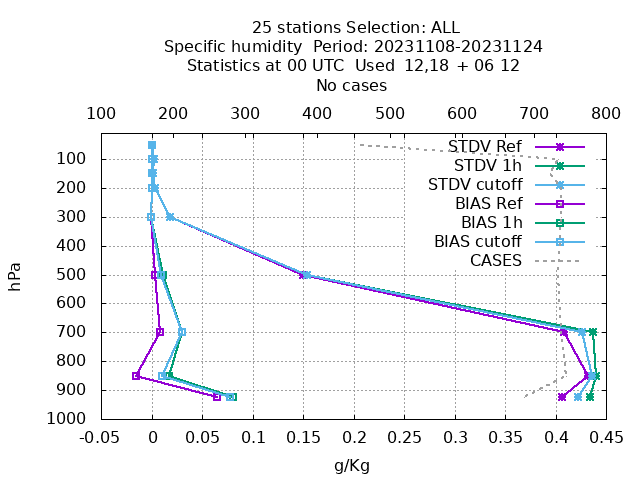 25 stations Selection: ALL
Specific humidity  Period: 20231108-20231124
Statistics at 00 UTC  Used  12,18 + 06 12
No cases
100 200 300 400 500 600 700 800
STDV Ref
STDV 1h
STDV cutoff
BIAS Ref
BIAS 1h
BIAS cutoff
CASES
hPa
100
200
300
400
500
600
700
800
900
1000
-0.05 0 0.05 0.1 0.15 0.2 0.25 0.3 0.35 0.4 0.45
g/Kg